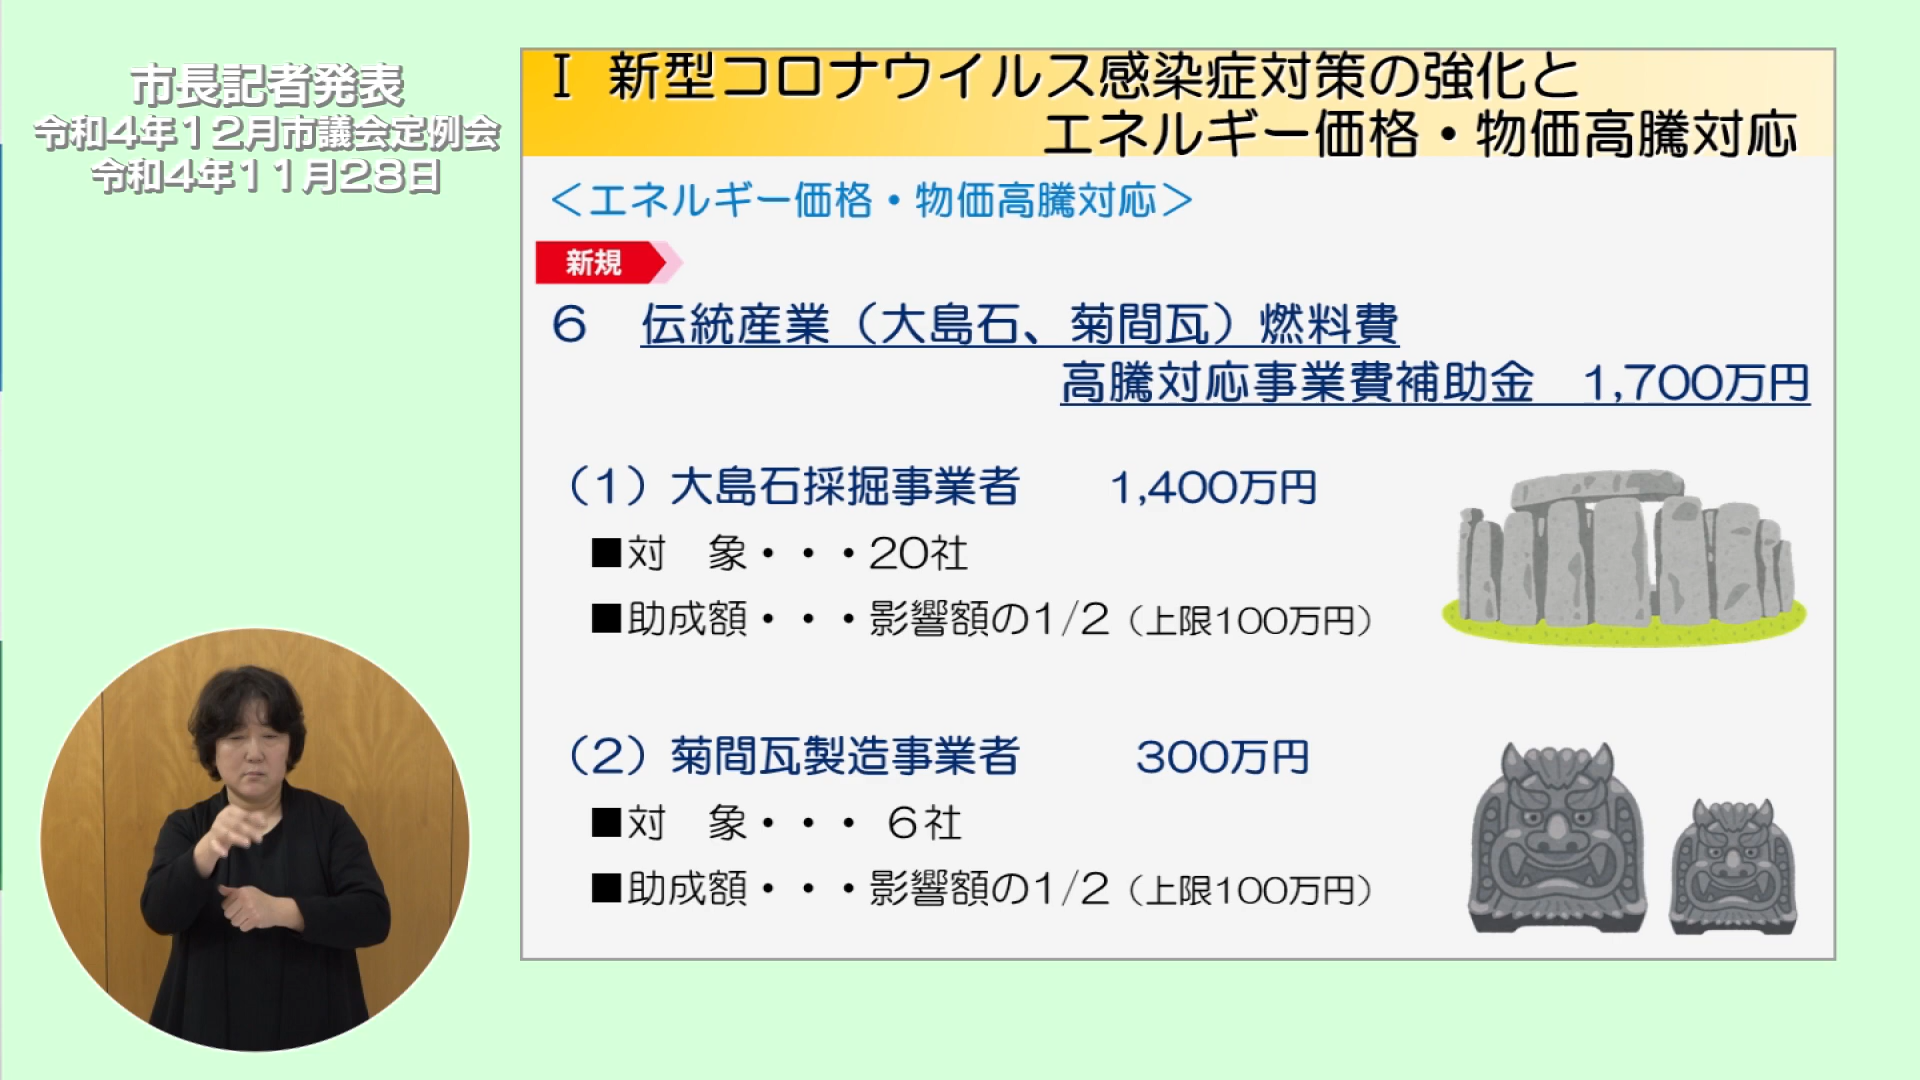 市長記者発表
令和4年12月市議会定例会
令和4年11月28日
Ⅰ 新型コロナウイルス感染症対策の強化と
エネルギー価格・物価高騰対応
＜エネルギー価格・物価高騰対応＞
新規
6 伝統産業（大島石、菊間瓦）燃料費
高騰対応事業費補助金 1,700万円
（1）大島石採掘事業者 1,400万円
■対 象・・・20社
■助成額・・・影響額の1/2（上限100万円）
（2）菊間瓦製造事業者 300万円
■対 象・・・ 6社
■助成額・・・影響額の1/2（上限100万円）